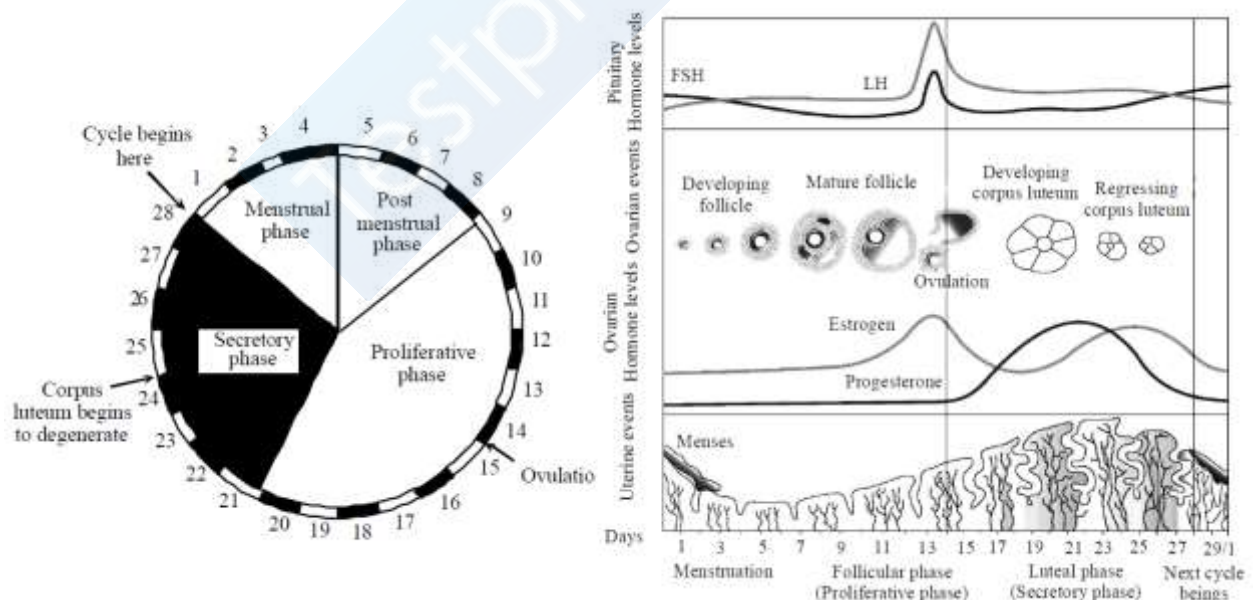 Cycle begins
here
1
2
3
4
5
6
7
8
9
10
11
12
13
14
15
16
17
18
19
20
21
22
23
24
25
26
27
28
Menstrual
phase
Post
menstrual
phase
Secretory
phase
Proliferative
phase
Corpus
luteum begins
to degenerate
Ovulatio
Testpr
Pituitary
Hormone levels
FSH
LH
Ovarian events
Developing
follicle
Mature follicle
Developing
corpus luteum
Regressing
corpus luteum
Ovulation
Ovarian
Hormone levels
Estrogen
Progesterone
Uterine events
Menses
Days
1 3 5 7 9 11 13 15 17 19 21 23 25 27 29/1
Menstruation
Follicular phase
(Proliferative phase)
Luteal phase
(Secretory phase)
Next cycle
beings